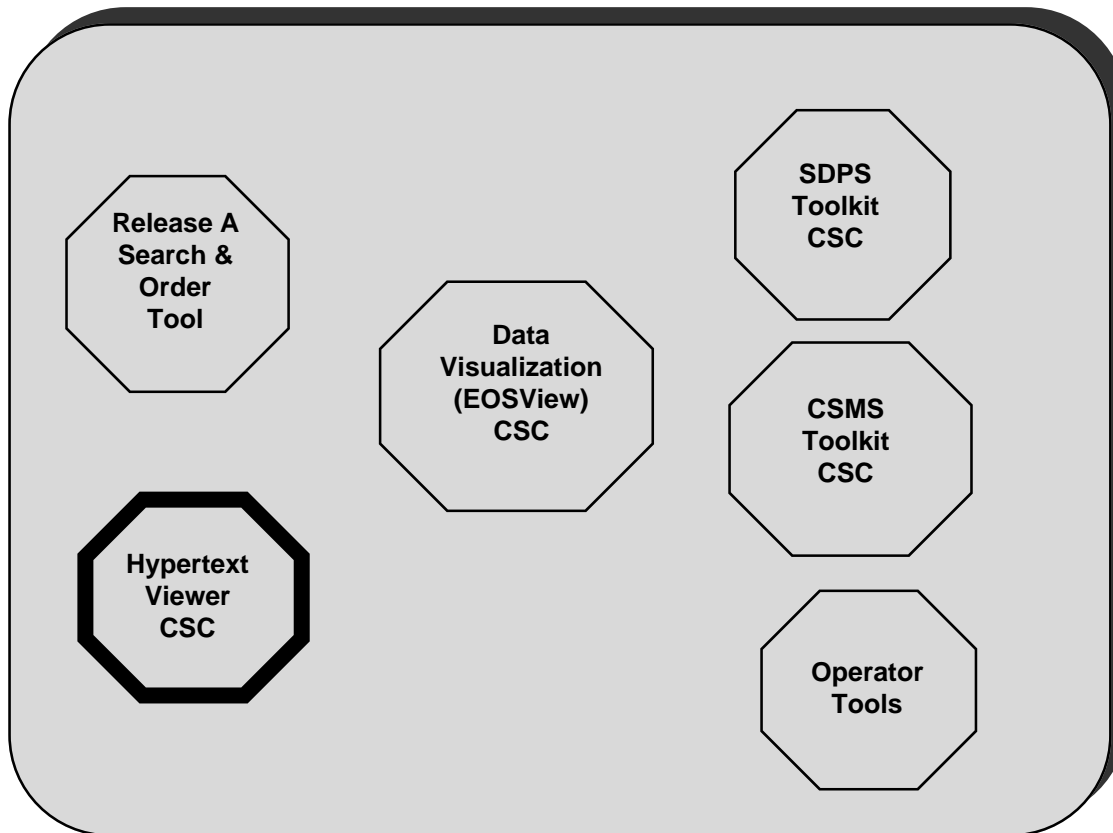 Release A
Search &
Order
Tool
Hypertext
Viewer
CSC
Data
Visualization
(EOSView)
CSC
SDPS
Toolkit
CSC
CSMS
Toolkit
CSC
Operator
Tools